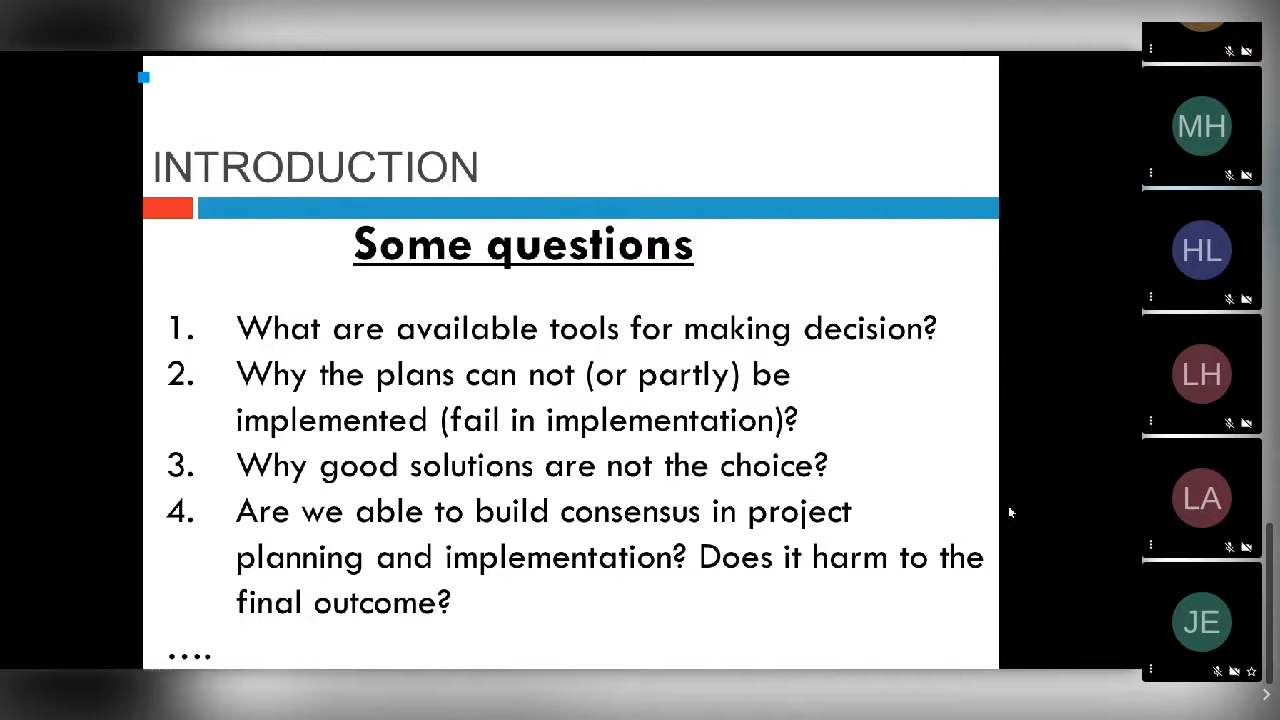 INTRODUCTION
Some questions
1. What are available tools for making decision?
2. Why the plans can not (or partly) be
implemented (fail in implementation)?
3. Why good solutions are not the choice?
4. Are we able to build consensus in project
planning and implementation? Does it harm to the
final outcome?
....
MH
HL
LH
LA
JE